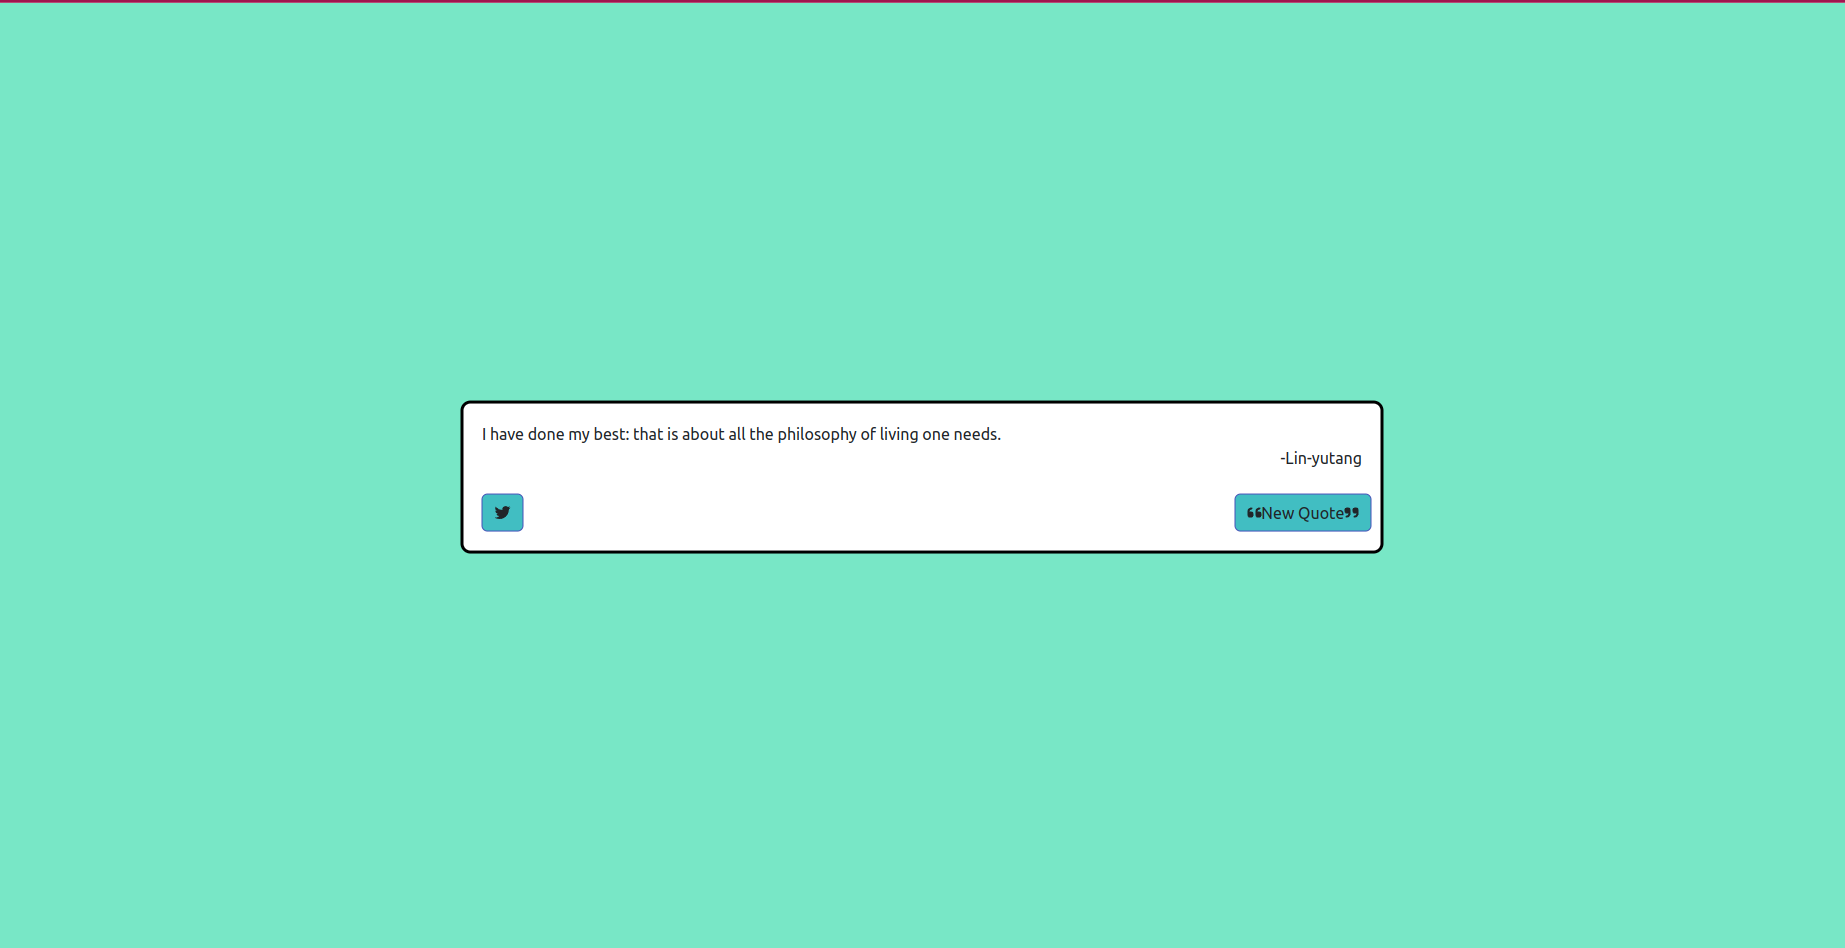 I have done my best: that is about all the philosophy of living one needs.
-Lin-yutang
❝New Quote❞